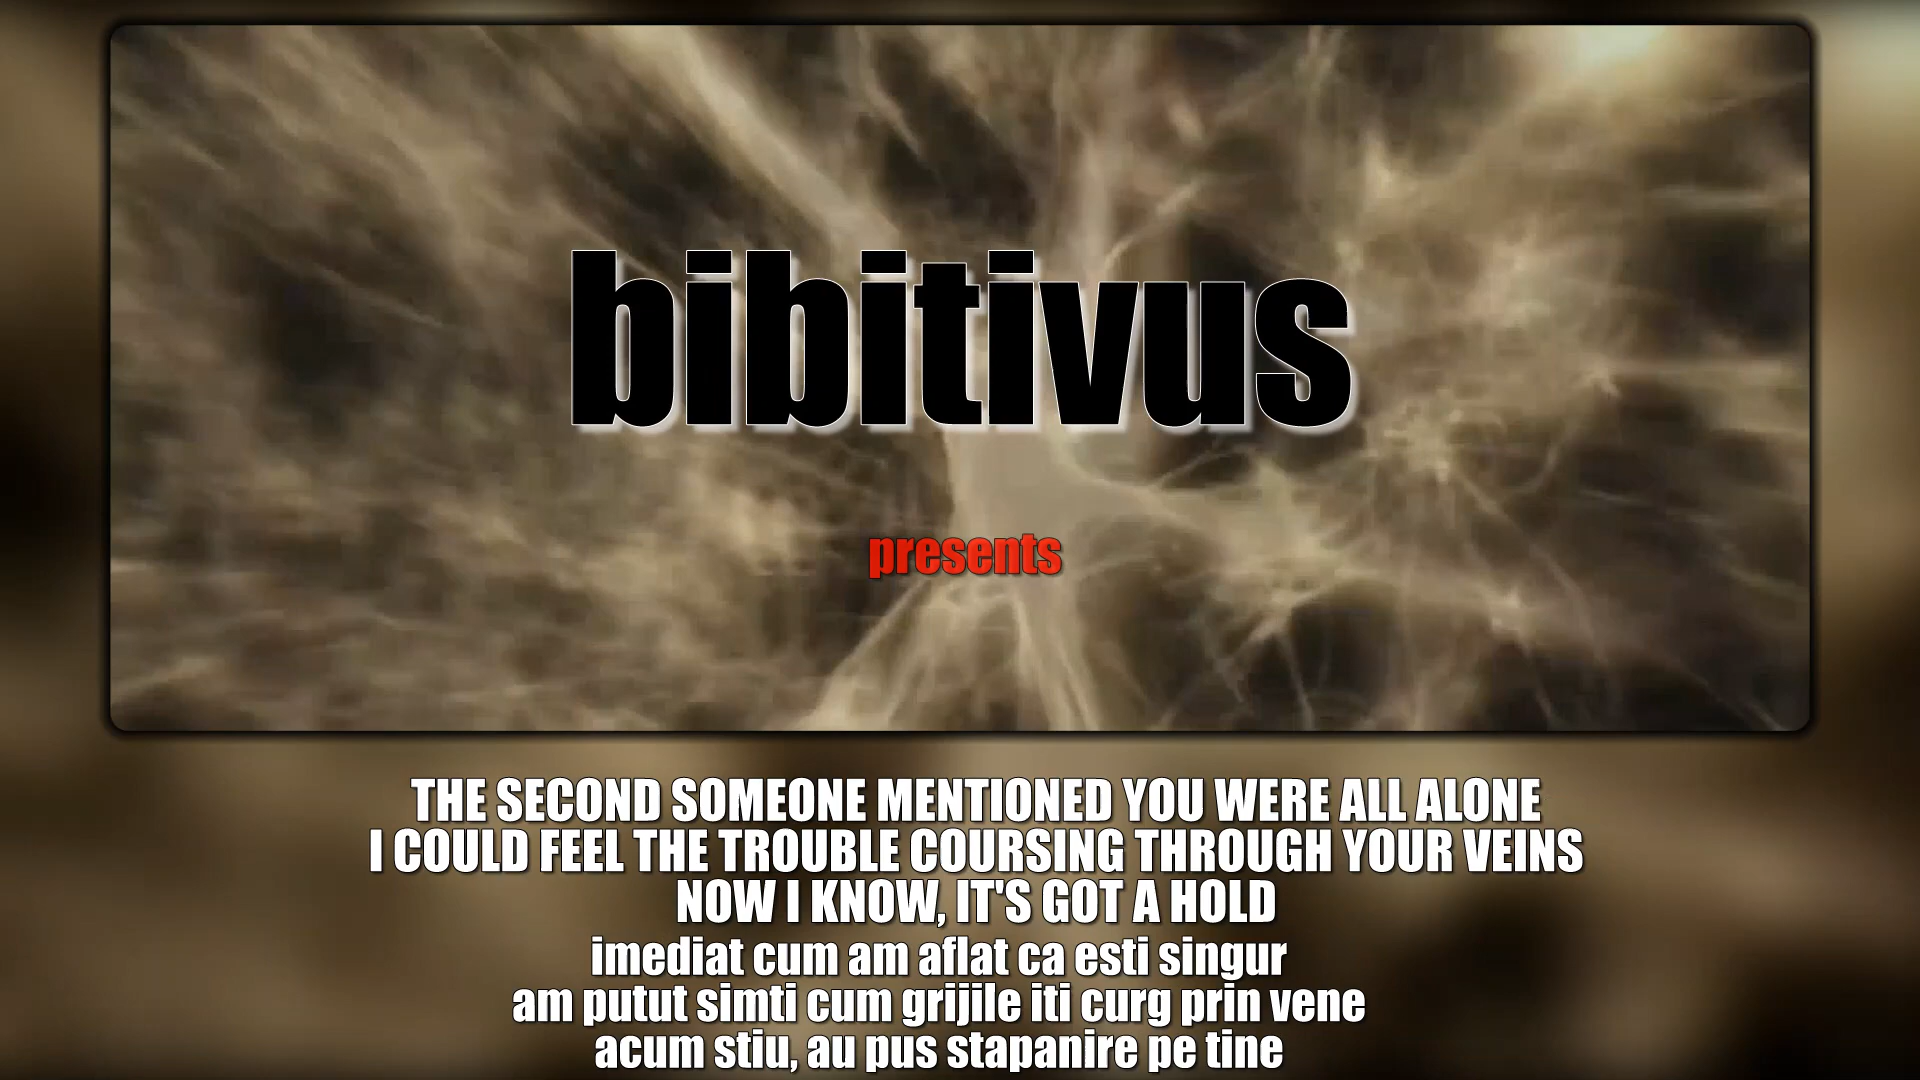 bibitivus
presents
THE SECOND SOMEONE MENTIONED YOU WERE ALL ALONE
I COULD FEEL THE TROUBLE COURSING THROUGH YOUR VEINS
NOW I KNOW, IT'S GOT A HOLD
imediat cum am aflat ca esti singur
am putut simti cum grijile iti curg prin vene
acum stiu, au pus stapanire pe tine